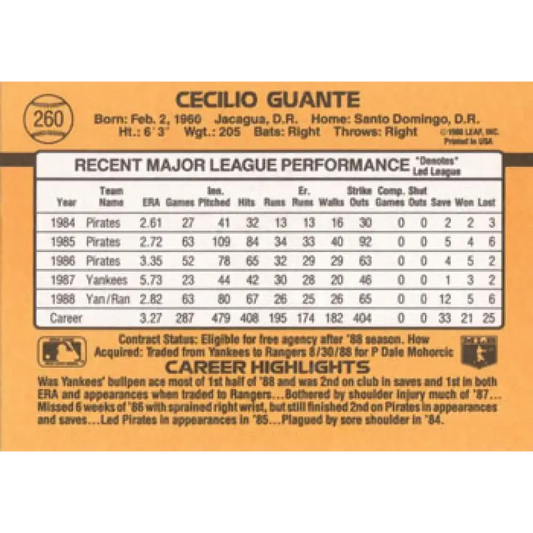 260
CECILIO GUANTE
Born: Feb. 2, 1960 Jacagua, D.R. Home: Santo Domingo, D.R.
Ht.: 6'3" Wgt.: 205 Bats: Right Throws: Right
© 1988 LEAF, INC.
Printed in USA
RECENT MAJOR LEAGUE PERFORMANCE
"Denotes"
Led League
Team Inn. Er. Strike Comp. Shut
Year Name ERA Games Pitched Hits Runs Runs Walks Outs Games Outs Save Won Lost
1984 Pirates 2.61 27 41 32 13 13 16 30 0 0 2 2 3
1985 Pirates 2.72 63 109 84 34 33 40 92 0 0 5 4 6
1986 Pirates 3.35 52 78 65 32 29 29 63 0 0 4 5 2
1987 Yankees 5.73 23 44 42 30 28 20 46 0 0 1 3 2
1988 Yan/Ran 2.82 63 80 67 26 25 26 65 0 0 12 5 6
Career 3.27 287 479 408 195 174 182 404 0 0 33 21 25
Contract Status: Eligible for free agency after '88 season. How
Acquired: Traded from Yankees to Rangers 8/30/88 for P Dale Mohorcic
CAREER HIGHLIGHTS
Was Yankees' bullpen ace most of 1st half of '88 and was 2nd on club in saves and 1st in both
ERA and appearances when traded to Rangers...Bothered by shoulder injury much of '87...
Missed 6 weeks of '86 with sprained right wrist, but still finished 2nd on Pirates in appearances
and saves...Led Pirates in appearances in '85...Plagued by sore shoulder in '84.